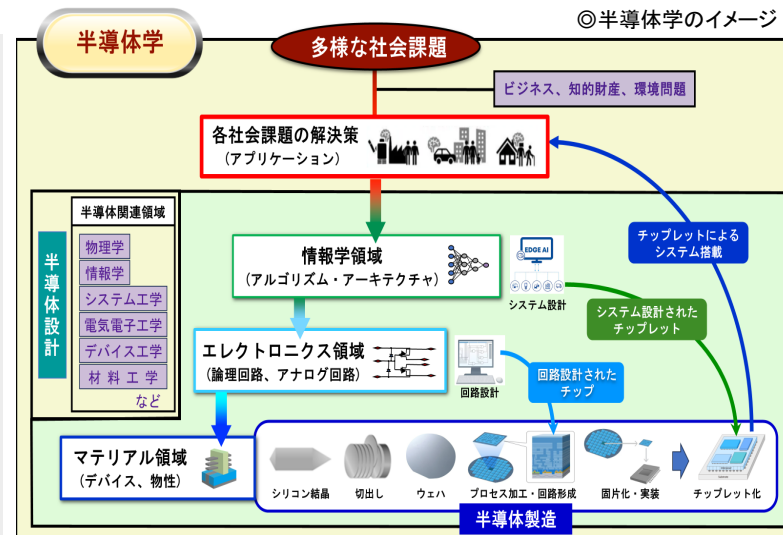 ◎半導体学のイメージ
半導体学
多様な社会課題
ビジネス、知的財産、環境問題
各社会課題の解決策
(アプリケーション)
半導体設計
半導体関連領域
物理学
情報学
システム工学
電気電子工学
デバイス工学
材料工学
など
情報学領域
(アルゴリズム・アーキテクチャ)
EDGE AI
システム設計
チップレットによる
システム搭載
システム設計された
チップレット
エレクトロニクス領域
(論理回路、アナログ回路)
回路設計
回路設計された
チップ
マテリアル領域
(デバイス、物性)
シリコン結晶
切出し
ウェハ
プロセス加工・回路形成
固片化・実装
チップレット化
半導体製造